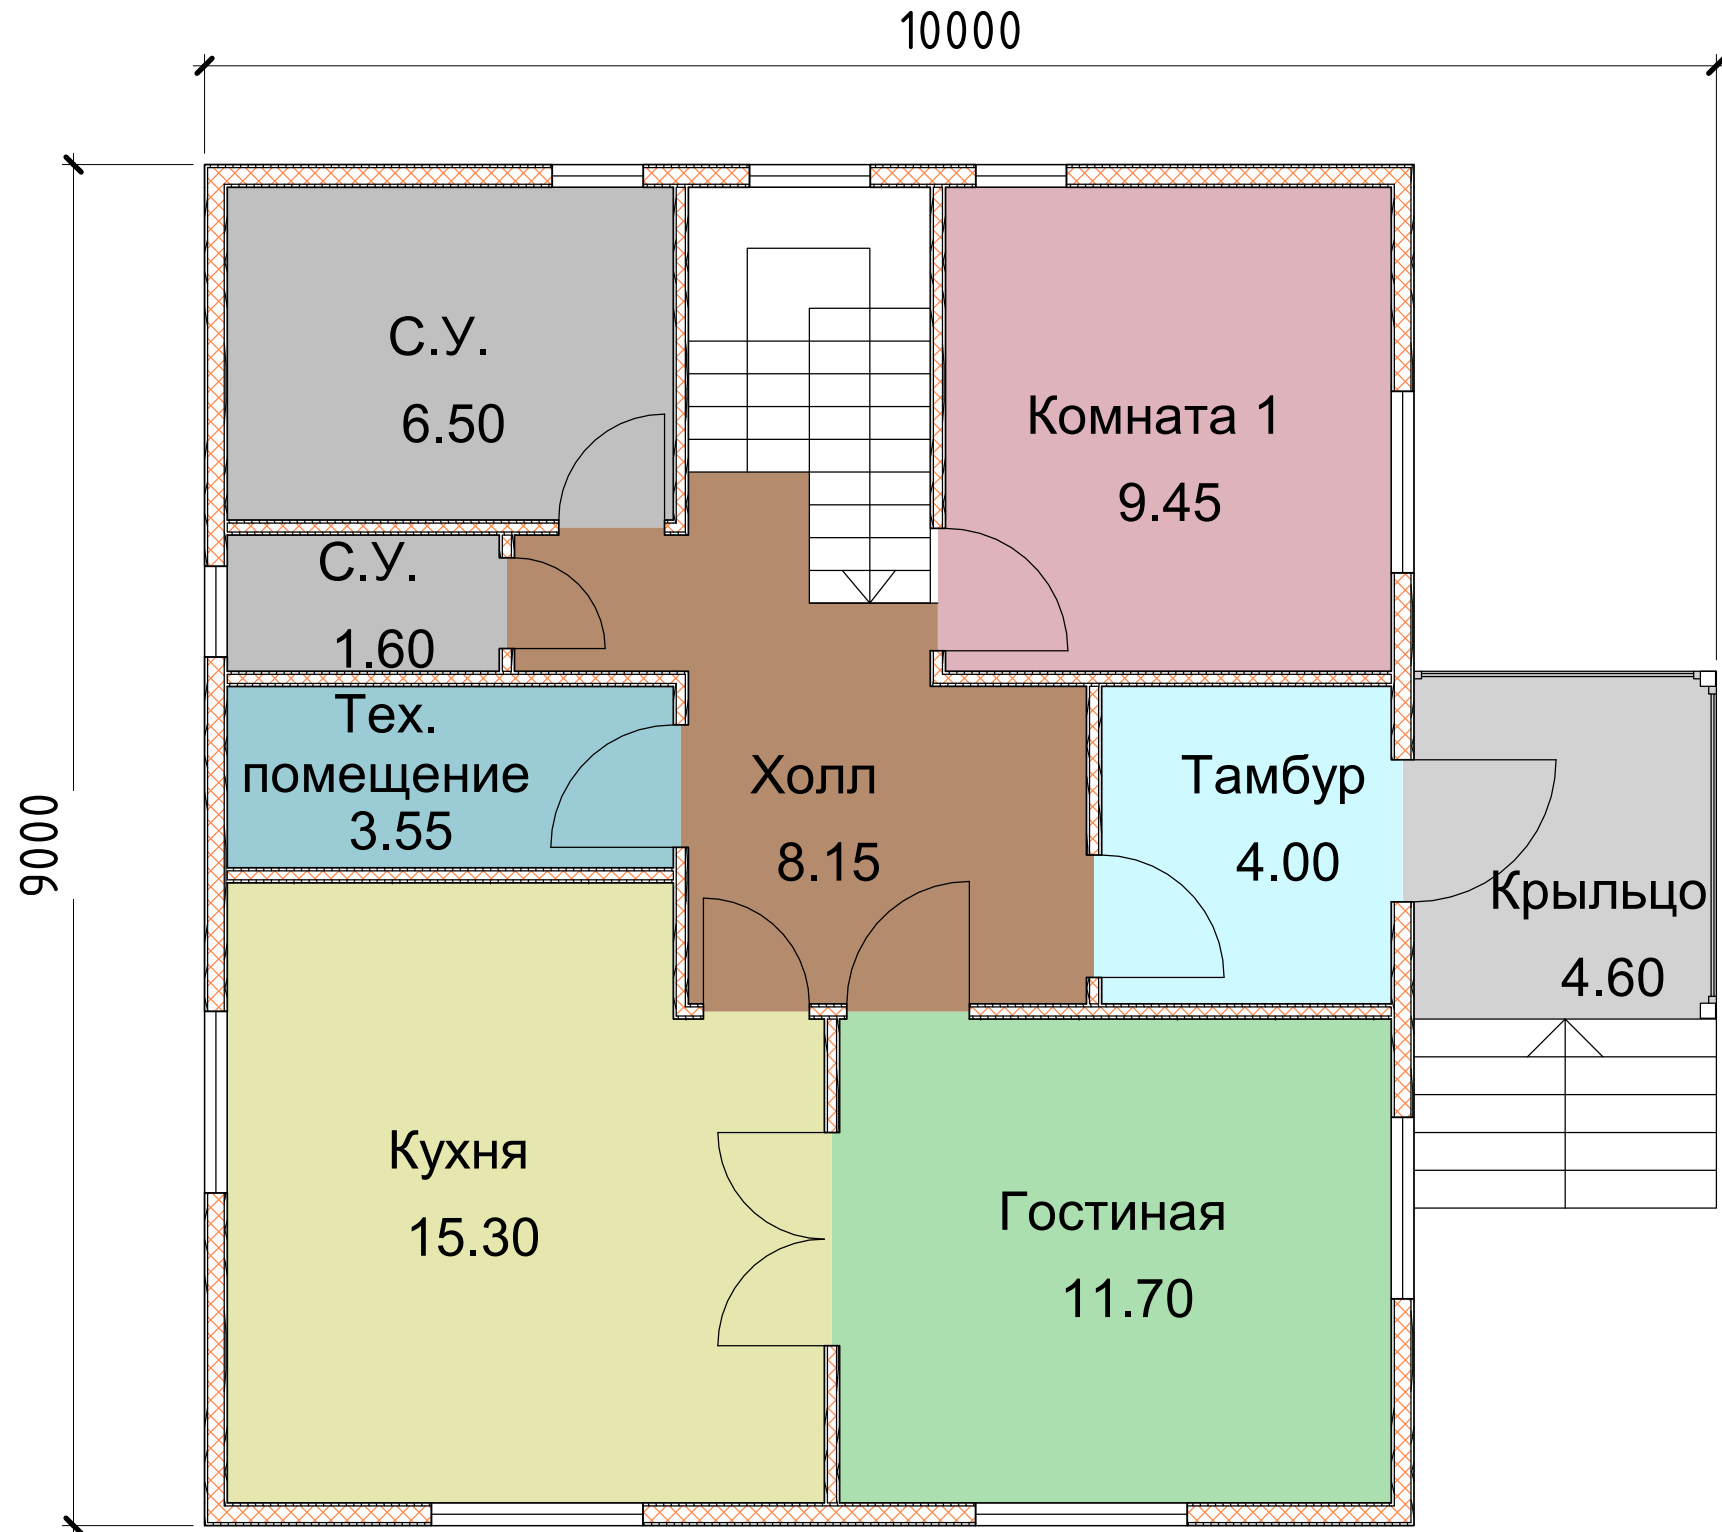 10000
9000
С.У.
6.50
Комната 1
9.45
С.У.
1.60
Тех.
помещение
3.55
Холл
8.15
Тамбур
4.00
Крыльцо
4.60
Кухня
15.30
Гостиная
11.70